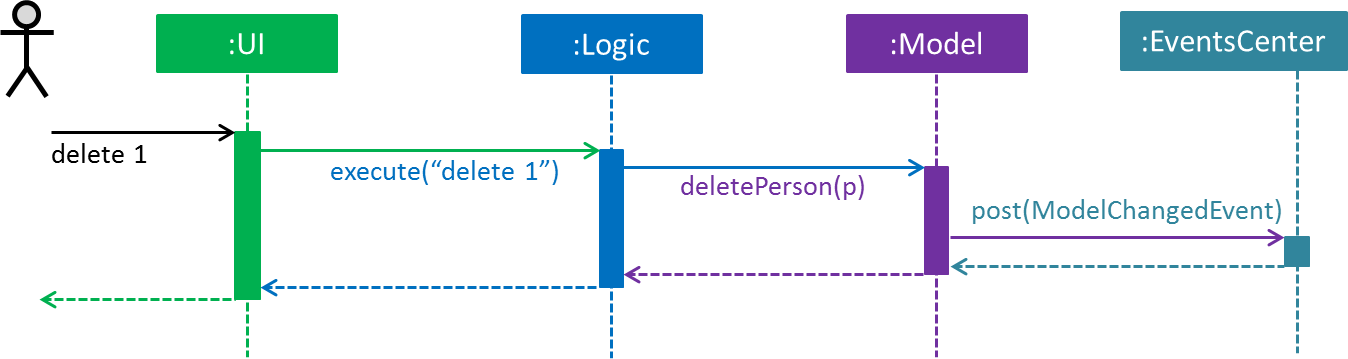 :UI
:Logic
:Model
:EventsCenter
delete 1
execute(“delete 1”)
deletePerson(p)
post(ModelChangedEvent)